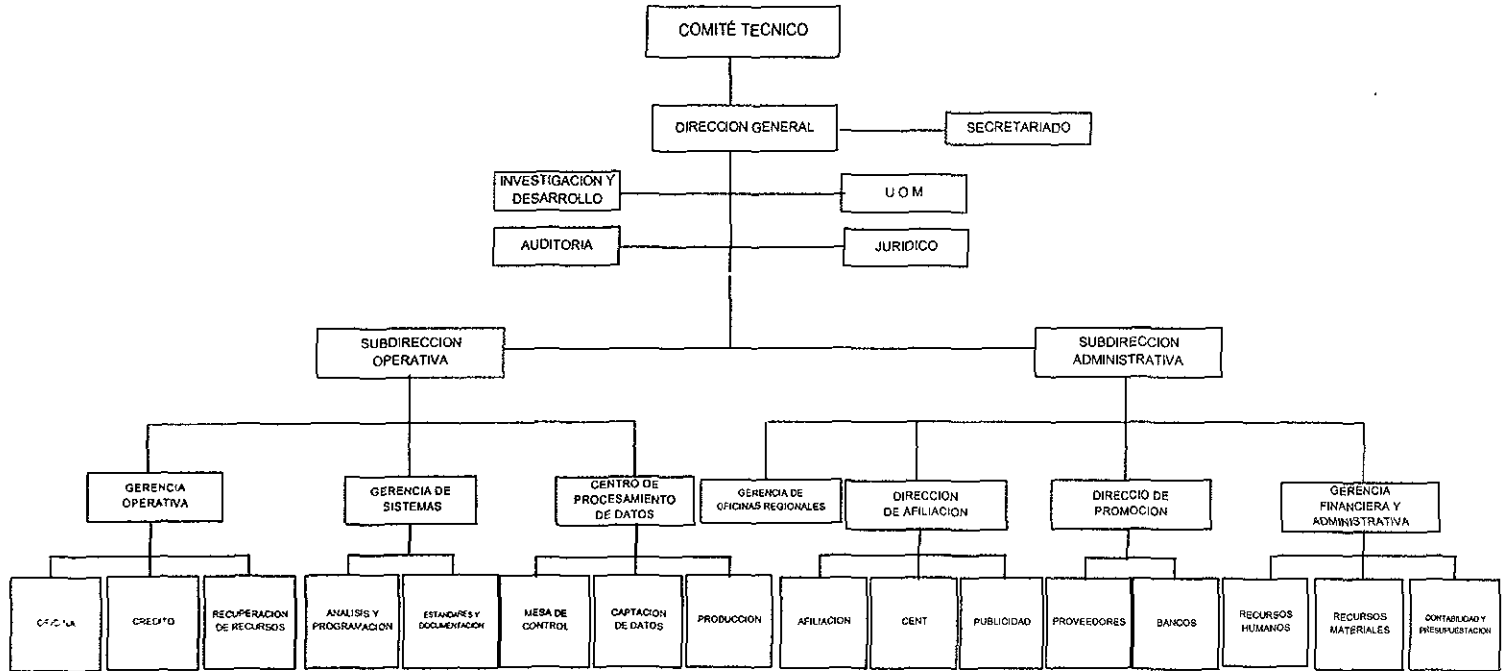 COMITÉ TECNICO
DIRECCION GENERAL
SECRETARIADO
INVESTIGACION Y
DESARROLLO
U O M
AUDITORIA
JURIDICO
SUBDIRECCION
OPERATIVA
SUBDIRECCION
ADMINISTRATIVA
GERENCIA
OPERATIVA
GERENCIA DE
SISTEMAS
CENTRO DE
PROCESAMIENTO
DE DATOS
GERENCIA DE
OFICINAS REGIONALES
DIRECCION
DE AFILIACION
DIRECCIO DE
PROMOCION
GERENCIA
FINANCIERA Y
ADMINISTRATIVA
CREDITO
RECUPERACION
DE RECURSOS
ANALISIS Y
PROGRAMACION
ESTANDARES Y
DOCUMENTACION
MESA DE
CONTROL
CAPTACION
DE DATOS
PRODUCCION
AFILIACION
CENT
PUBLICIDAD
PROVEEDORES
BANCOS
RECURSOS
HUMANOS
RECURSOS
MATERIALES
CONTABILIDAD Y
PRESUPUESTACION